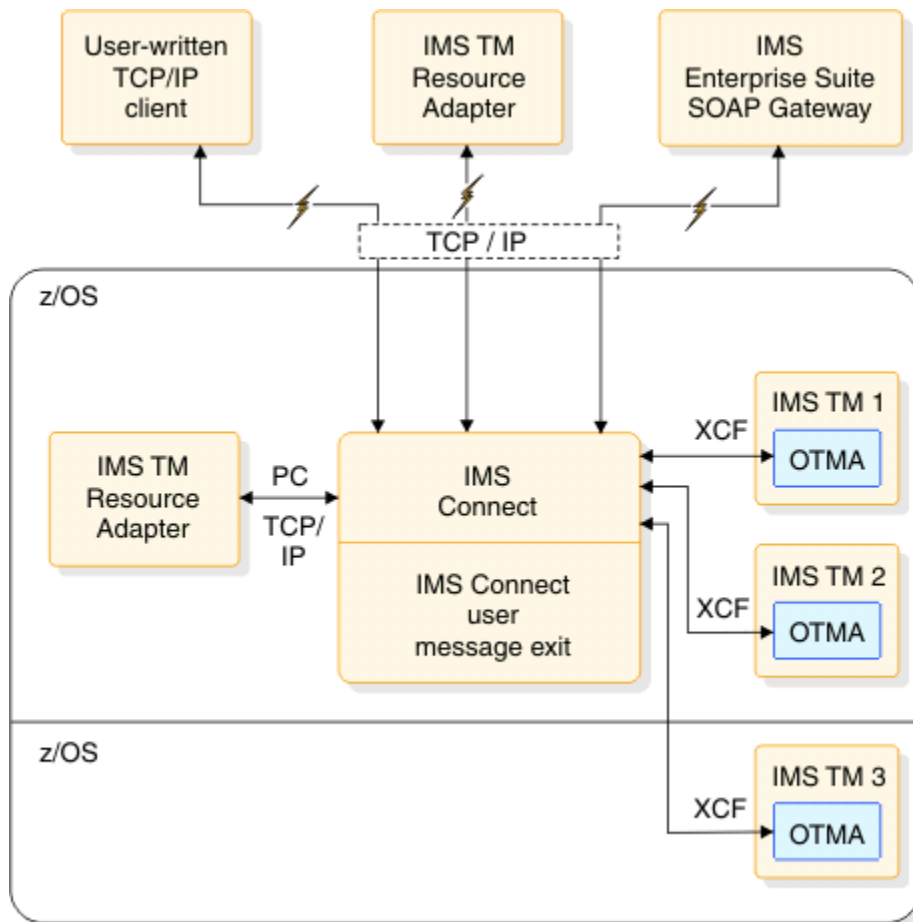 User-written
TCP/IP
client
IMS TM
Resource
Adapter
IMS
Enterprise Suite
SOAP Gateway
TCP / IP
z/OS
IMS TM
Resource
Adapter
PC
TCP/
IP
IMS
Connect
IMS Connect
user
message exit
XCF
IMS TM 1
OTMA
XCF
IMS TM 2
OTMA
z/OS
XCF
IMS TM 3
OTMA